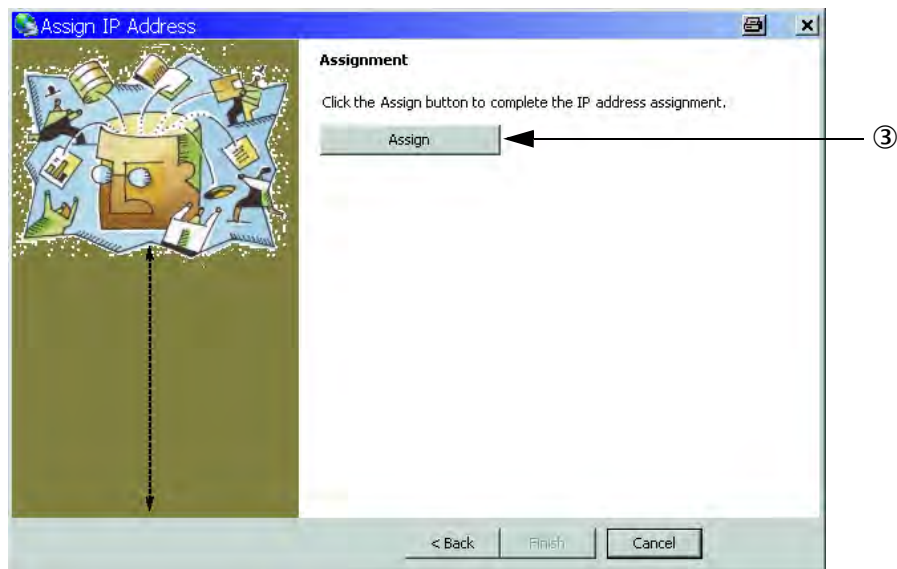 Assign IP Address
Assignment
Click the Assign button to complete the IP address assignment.
Assign
③
< Back
Finish
Cancel